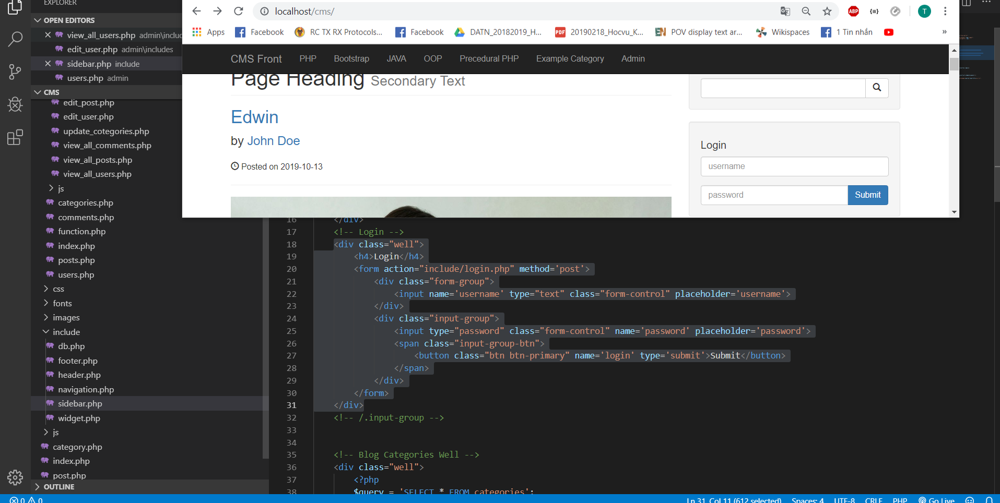 EXPLORER
OPEN EDITORS
view_all_users.php admin\includ
edit_user.php admin\includes
sidebar.php include
users.php admin
CMS
edit_post.php
edit_user.php
update_cotegories.php
view_all_comments.php
view_all_posts.php
view_all_users.php
js
categories.php
comments.php
function.php
index.php
posts.php
users.php
css
fonts
images
include
db.php
footer.php
header.php
navigation.php
sidebar.php
widget.php
js
category.php
index.php
post.php
OUTLINE
localhost/cms/
ABP
T
Apps Facebook RC TX RX Protocols... Facebook DATN_20182019_H... PDF 20190218_Hocvu_K... EN POV display text ar... Wikispaces 1 Tin nhắn »
CMS Front PHP Bootstrap JAVA OOP Precedural PHP Example Category Admin
Page Heading Secondary Text
Edwin
by John Doe
Posted on 2019-10-13
Login
username
password Submit
16 </div>
17 <!-- Login -->
18 <div class="well">
19 <h4>Login</h4>
20 <form action="include/login.php" method='post'>
21 <div class="form-group">
22 <input name='username' type="text" class="form-control" placeholder='username'>
23 </div>
24 <div class="input-group">
25 <input type="password" class="form-control" name='password' placeholder='password'>
26 <span class="input-group-btn">
27 <button class="btn btn-primary" name='login' type='submit'>Submit</button>
28 </span>
29 </div>
30 </form>
31 </div>
32 <!-- /.input-group -->
33
34
35 <!-- Blog Categories Well -->
36 <div class="well">
37 <?php
38 $query = 'SELECT * FROM categories';
0 0 Ln 31, Col 11 (612 selected) Spaces: 4 UTF-8 CRLF PHP Go Live